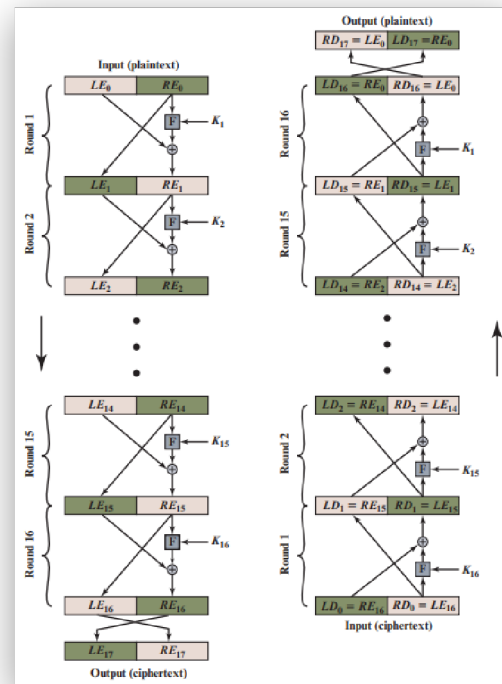 Input (plaintext)
LE0 RE0
Round 1
F K1
LE1 RE1
Round 2
F K2
LE2 RE2
LE14 RE14
Round 15
F K15
LE15 RE15
Round 16
F K16
LE16 RE16
LE17 RE17
Output (ciphertext)
Output (plaintext)
RD17 = LE0 LD17 = RE0
LD16 = RE0 RD16 = LE0
Round 16
F K1
LD15 = RE1 RD15 = LE1
Round 15
F K2
LD14 = RE2 RD14 = LE2
LD2 = RE14 RD2 = LE14
Round 2
F K15
LD1 = RE15 RD1 = LE15
Round 1
F K16
LD0 = RE16 RD0 = LE16
Input (ciphertext)